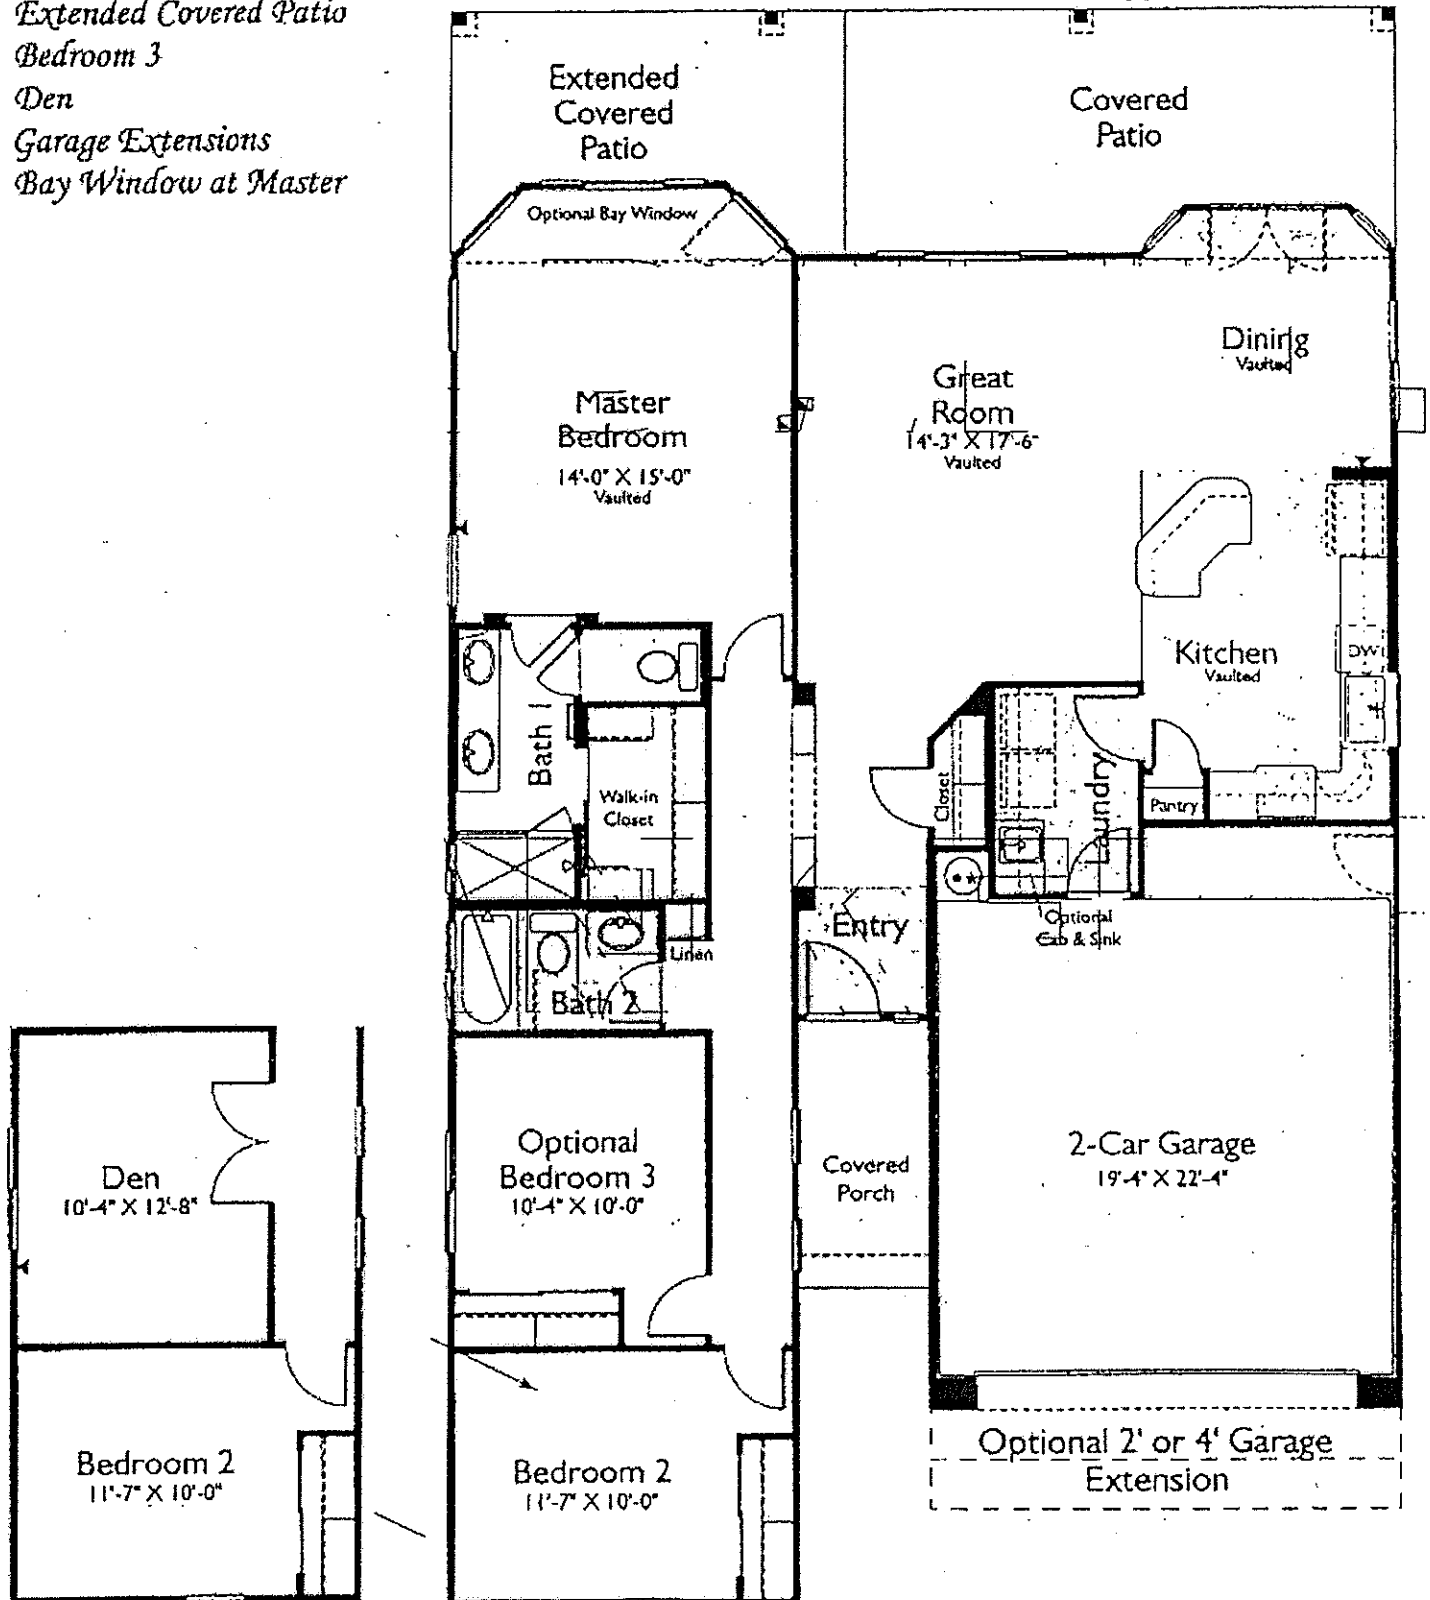 Extended Covered Patio
Bedroom 3
Den
Garage Extensions
Bay Window at Master
Extended
Covered
Patio
Covered
Patio
Optional Bay Window
Dining
Vaulted
Great
Room
14'-3" X 17'-6"
Vaulted
Master
Bedroom
14'-0" X 15'-0"
Vaulted
Kitchen
Vaulted
DW
Bath 1
Walk-in
Closet
Closet
Laundry
Pantry
Entry
Optional
Cab & Sink
Linen
Bath 2
Den
10'-4" X 12'-8"
Optional
Bedroom 3
10'-4" X 10'-0"
Covered
Porch
2-Car Garage
19'-4" X 22'-4"
Bedroom 2
11'-7" X 10'-0"
Bedroom 2
11'-7" X 10'-0"
Optional 2' or 4' Garage
Extension